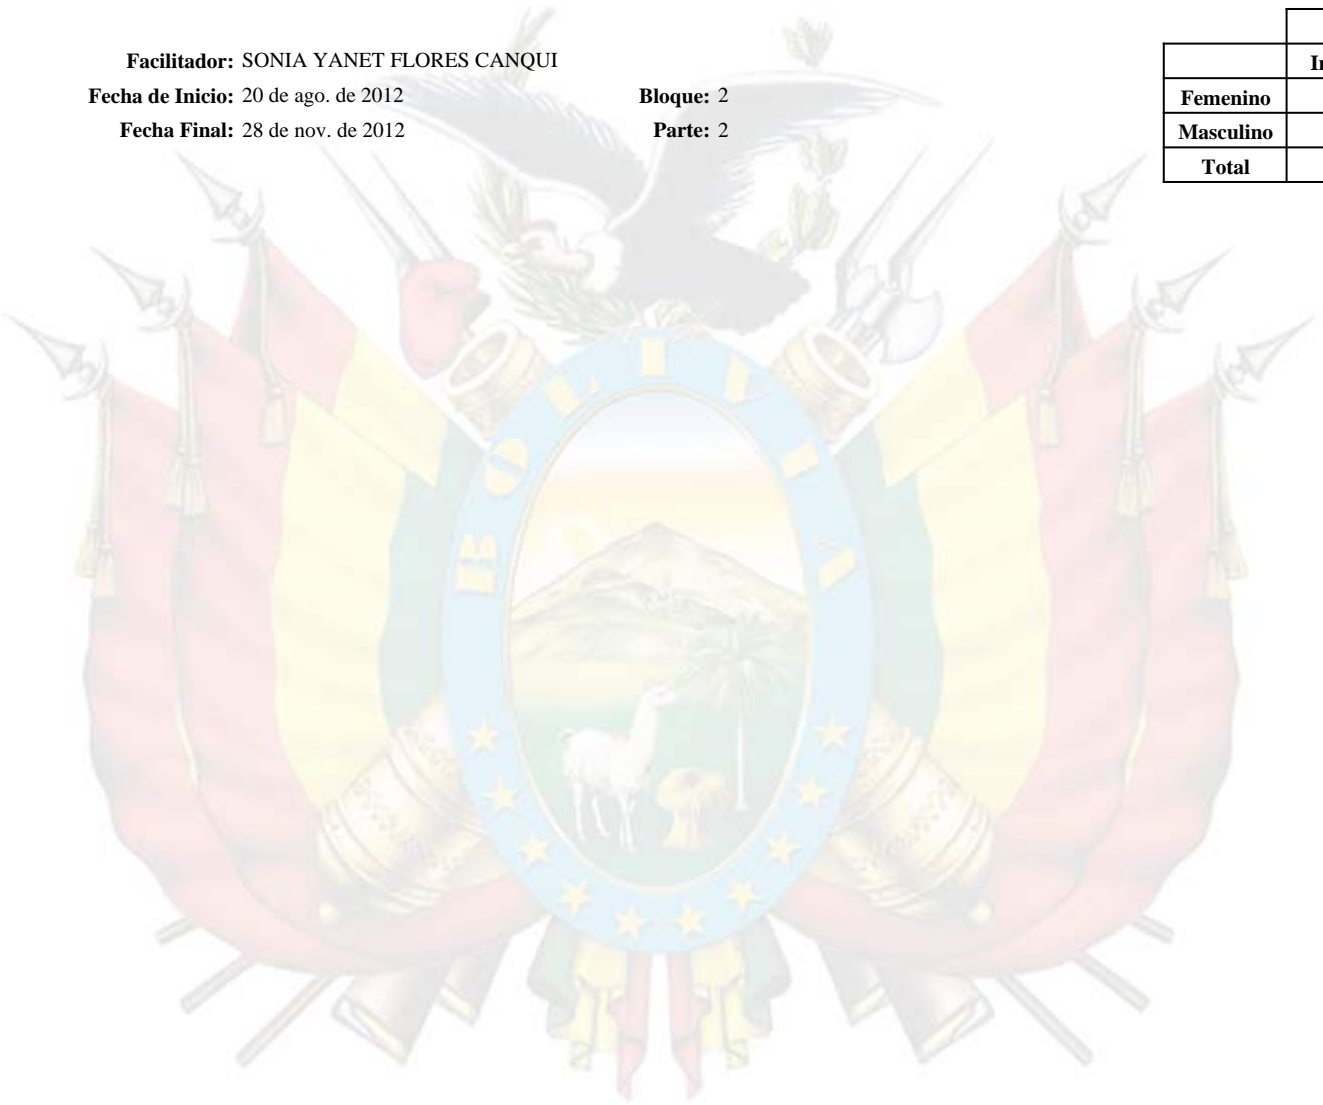 Facilitador: SONIA YANET FLORES CANQUI
Fecha de Inicio: 20 de ago. de 2012 Bloque: 2
Fecha Final: 28 de nov. de 2012 Parte: 2
Femenino
Masculino
Total
BOLIVIA